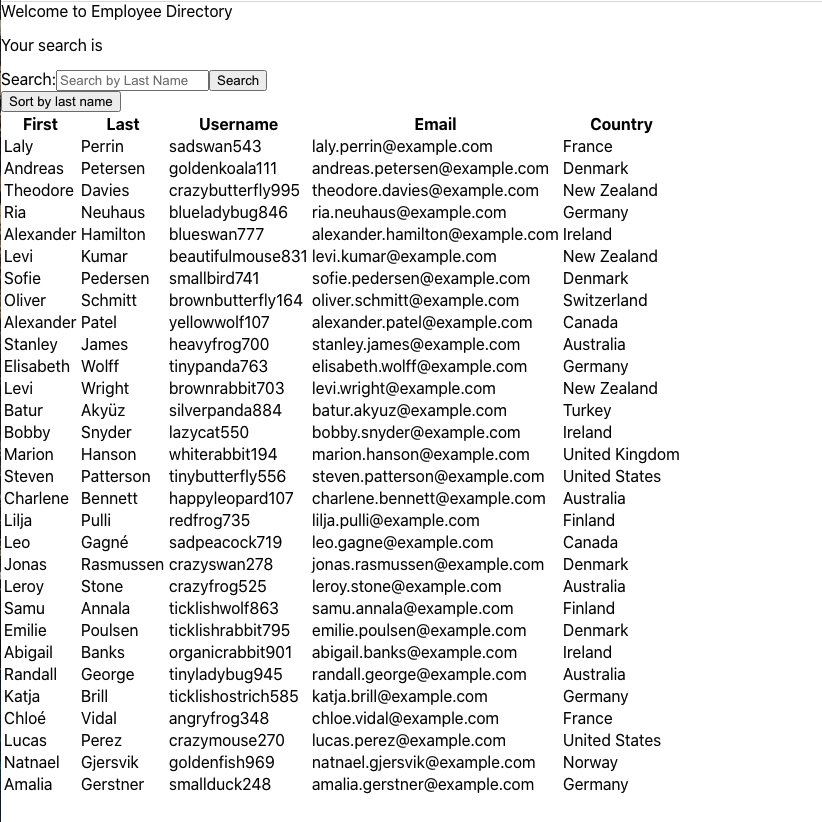 Welcome to Employee Directory
Your search is
Search: Search by Last Name Search
Sort by last name
First Last Username Email Country
Laly Perrin sadswan543 laly.perrin@example.com France
Andreas Petersen goldenkoala111 andreas.petersen@example.com Denmark
Theodore Davies crazybutterfly995 theodore.davies@example.com New Zealand
Ria Neuhaus blueladybug846 ria.neuhaus@example.com Germany
Alexander Hamilton blueswan777 alexander.hamilton@example.com Ireland
Levi Kumar beautifulmouse831 levi.kumar@example.com New Zealand
Sofie Pedersen smallbird741 sofie.pedersen@example.com Denmark
Oliver Schmitt brownbutterfly164 oliver.schmitt@example.com Switzerland
Alexander Patel yellowwolf107 alexander.patel@example.com Canada
Stanley James heavyfrog700 stanley.james@example.com Australia
Elisabeth Wolff tinypanda763 elisabeth.wolff@example.com Germany
Levi Wright brownrabbit703 levi.wright@example.com New Zealand
Batur Akyüz silverpanda884 batur.akyuz@example.com Turkey
Bobby Snyder lazycat550 bobby.snyder@example.com Ireland
Marion Hanson whiterabbit194 marion.hanson@example.com United Kingdom
Steven Patterson tinybutterfly556 steven.patterson@example.com United States
Charlene Bennett happyleopard107 charlene.bennett@example.com Australia
Lilja Pulli redfrog735 lilja.pulli@example.com Finland
Leo Gagné sadpeacock719 leo.gagne@example.com Canada
Jonas Rasmussen crazyswan278 jonas.rasmussen@example.com Denmark
Leroy Stone crazyfrog525 leroy.stone@example.com Australia
Samu Annala ticklishwolf863 samu.annala@example.com Finland
Emilie Poulsen ticklishrabbit795 emilie.poulsen@example.com Denmark
Abigail Banks organicrabbit901 abigail.banks@example.com Ireland
Randall George tinyladybug945 randall.george@example.com Australia
Katja Brill ticklishostrich585 katja.brill@example.com Germany
Chloé Vidal angryfrog348 chloe.vidal@example.com France
Lucas Perez crazymouse270 lucas.perez@example.com United States
Natnael Gjersvik goldenfish969 natnael.gjersvik@example.com Norway
Amalia Gerstner smallduck248 amalia.gerstner@example.com Germany